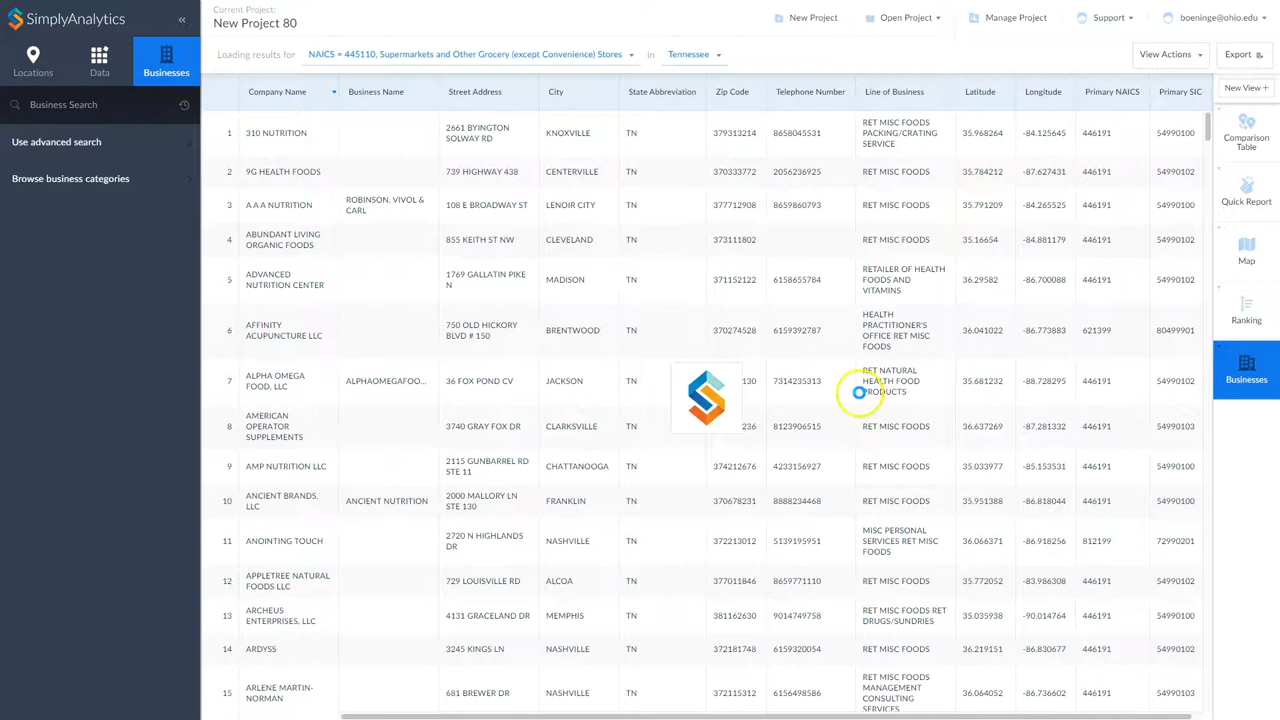 SimplyAnalytics
«
Current Project:
New Project 80
New Project
Open Project
Manage Project
Support
boeninge@ohio.edu
Locations
Data
Businesses
Loading results for NAICS = 445110, Supermarkets and Other Grocery (except Convenience) Stores in Tennessee
View Actions
Export
Business Search
Use advanced search
Browse business categories
Company Name Business Name Street Address City State Abbreviation Zip Code Telephone Number Line of Business Latitude Longitude Primary NAICS Primary SIC
1 310 NUTRITION 2661 BYINGTON SOLWAY RD KNOXVILLE TN 379313214 8658045531 RET MISC FOODS PACKING/CRATING SERVICE 35.968264 -84.125645 446191 54990100
2 9G HEALTH FOODS 739 HIGHWAY 438 CENTERVILLE TN 370333772 2056236925 RET MISC FOODS 35.784212 -87.627431 446191 54990102
3 A A A NUTRITION ROBINSON, VIVOL & CARL 108 E BROADWAY ST LENOIR CITY TN 377712908 8659860793 RET MISC FOODS 35.791209 -84.265525 446191 54990100
4 ABUNDANT LIVING ORGANIC FOODS 855 KEITH ST NW CLEVELAND TN 373111802 RET MISC FOODS 35.16654 -84.881179 446191 54990102
5 ADVANCED NUTRITION CENTER 1769 GALLATIN PIKE N MADISON TN 371152122 6158655784 RETAILER OF HEALTH FOODS AND VITAMINS 36.29582 -86.700088 446191 54990102
6 AFFINITY ACUPUNCTURE LLC 750 OLD HICKORY BLVD # 150 BRENTWOOD TN 370274528 6159392787 HEALTH PRACTITIONER'S OFFICE RET MISC FOODS 36.041022 -86.773883 621399 80499901
7 ALPHA OMEGA FOOD, LLC ALPHAOMEGAFOO... 36 FOX POND CV JACKSON TN 130 7314235313 RET NATURAL HEALTH FOOD PRODUCTS 35.681232 -88.728295 446191 54990102
8 AMERICAN OPERATOR SUPPLEMENTS 3740 GRAY FOX DR CLARKSVILLE TN 236 8123906515 RET MISC FOODS 36.637269 -87.281332 446191 54990103
9 AMP NUTRITION LLC 2115 GUNBARREL RD STE 11 CHATTANOOGA TN 374212676 4233156927 RET MISC FOODS 35.033977 -85.153531 446191 54990100
10 ANCIENT BRANDS, LLC ANCIENT NUTRITION 2000 MALLORY LN STE 130 FRANKLIN TN 370678231 8888234468 RET MISC FOODS 35.951388 -86.818044 446191 54990100
11 ANOINTING TOUCH 2720 N HIGHLANDS DR NASHVILLE TN 372213012 5139195951 MISC PERSONAL SERVICES RET MISC FOODS 36.066371 -86.918256 812199 72990201
12 APPLETREE NATURAL FOODS LLC 729 LOUISVILLE RD ALCOA TN 377011846 8659771110 RET MISC FOODS 35.772052 -83.986308 446191 54990102
13 ARCHEUS ENTERPRISES, LLC 4131 GRACELAND DR MEMPHIS TN 381162630 9014749758 RET MISC FOODS RET DRUGS/SUNDRIES 35.035938 -90.014764 446191 54990100
14 ARDYSS 3245 KINGS LN NASHVILLE TN 372181748 6159320054 RET MISC FOODS 36.219151 -86.830677 446191 54990102
15 ARLENE MARTIN-NORMAN 681 BREWER DR NASHVILLE TN 372115312 6156498586 RET MISC FOODS MANAGEMENT CONSULTING SERVICES 36.064052 -86.736602 446191 54990103
New View +
Comparison Table
Quick Report
Map
Ranking
Businesses